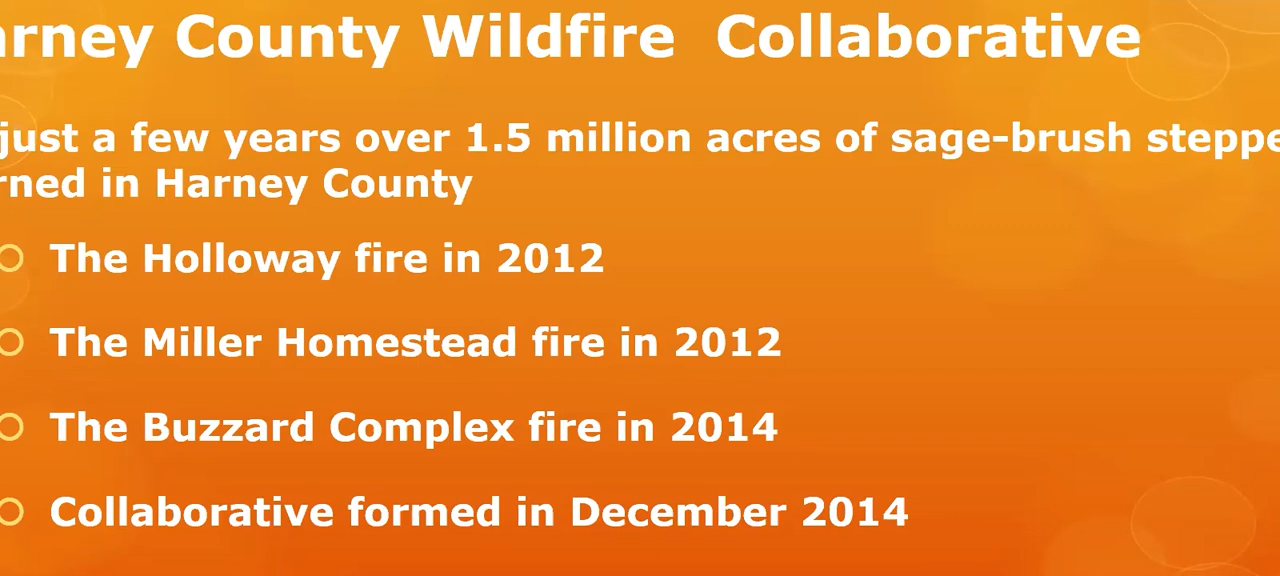 arney County Wildfire  Collaborative
just a few years over 1.5 million acres of sage-brush steppe
rned in Harney County
The Holloway fire in 2012
The Miller Homestead fire in 2012
The Buzzard Complex fire in 2014
Collaborative formed in December 2014